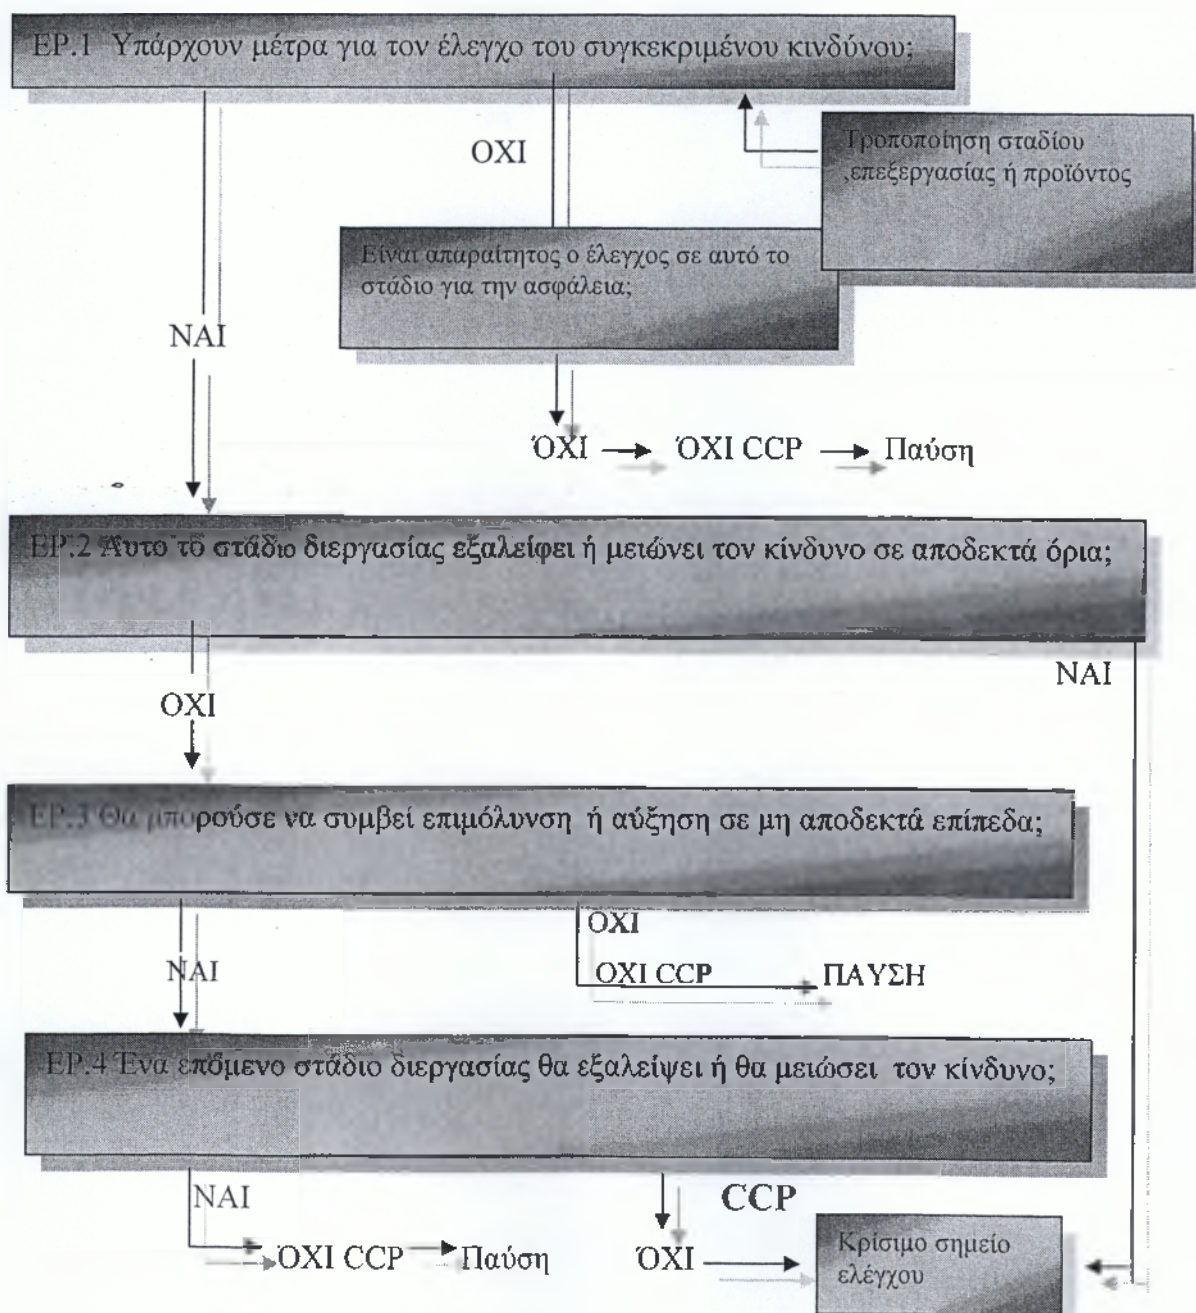 ΕΡ.1 Υπάρχουν μέτρα για τον έλεγχο του συγκεκριμένου κινδύνου;
ΟΧΙ
Τροποποίηση σταδίου
,επεξεργασίας ή προϊόντος
Είναι απαραίτητος ο έλεγχος σε αυτό το
στάδιο για την ασφάλεια;
ΝΑΙ
ΌΧΙ ΌΧΙ CCP Παύση
ΕΡ.2 Αυτο το στάδιο διεργασίας εξαλείφει ή μειώνει τον κίνδυνο σε αποδεκτά όρια;
ΝΑΙ
ΟΧΙ
ΕΡ.3 Θα μπορούσε να συμβεί επιμόλυνση ή αύξηση σε μη αποδεκτά επίπεδα;
ΟΧΙ
ΝΑΙ
ΟΧΙ CCP ΠΑΥΣΗ
ΕΡ.4 Ένα επόμενο στάδιο διεργασίας θα εξαλείψει ή θα μειώσει τον κίνδυνο;
ΝΑΙ
CCP
ΌΧΙ CCP Παύση
ΌΧΙ
Κρίσιμο σημείο
ελέγχου